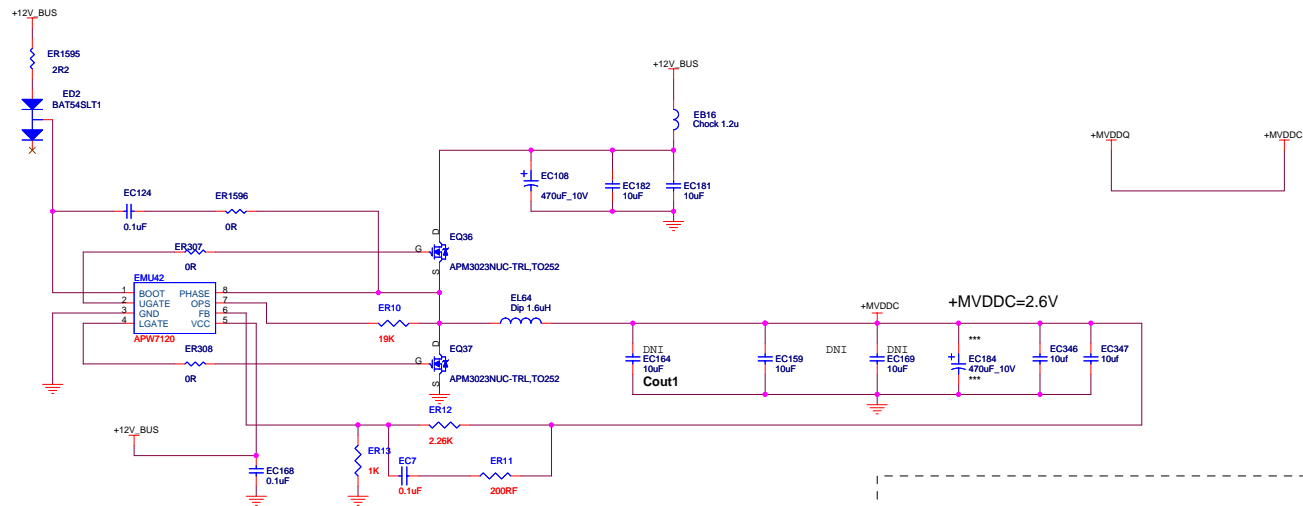 +12V_BUS
ER1595
2R2
ED2
BAT54SLT1
+12V_BUS
EB16
Chock 1.2u
+MVDDQ
+MVDDC
EC108
470uF_10V
EC182
10uF
EC181
10uF
EC124
0.1uF
ER1596
0R
ER307
0R
D
G
S
EQ36
APM3023NUC-TRL,TO252
EMU42
1 BOOT PHASE 8
2 UGATE OPS 7
3 GND FB 6
4 LGATE VCC 5
APW7120
ER10
19K
EL64
Dip 1.6uH
+MVDDC
+MVDDC=2.6V
ER308
0R
D
G
S
EQ37
APM3023NUC-TRL,TO252
DNI
EC164
10uF
Cout1
EC159
10uF
DNI
DNI
EC169
10uF
***
EC184
470uF_10V
***
EC346
10uf
EC347
10uf
+12V_BUS
EC168
0.1uF
ER13
1K
ER12
2.26K
EC7
0.1uF
ER11
200RF